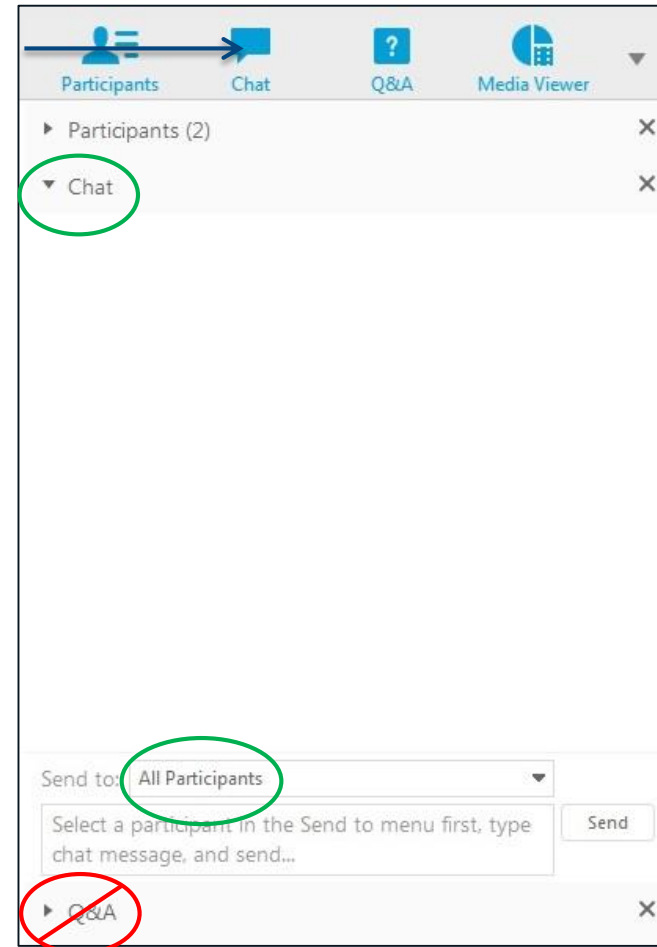 Participants Chat Q&A Media Viewer
Participants (2)
Chat
Send to: All Participants
Select a participant in the Send to menu first, type
chat message, and send...
Send
Q&A